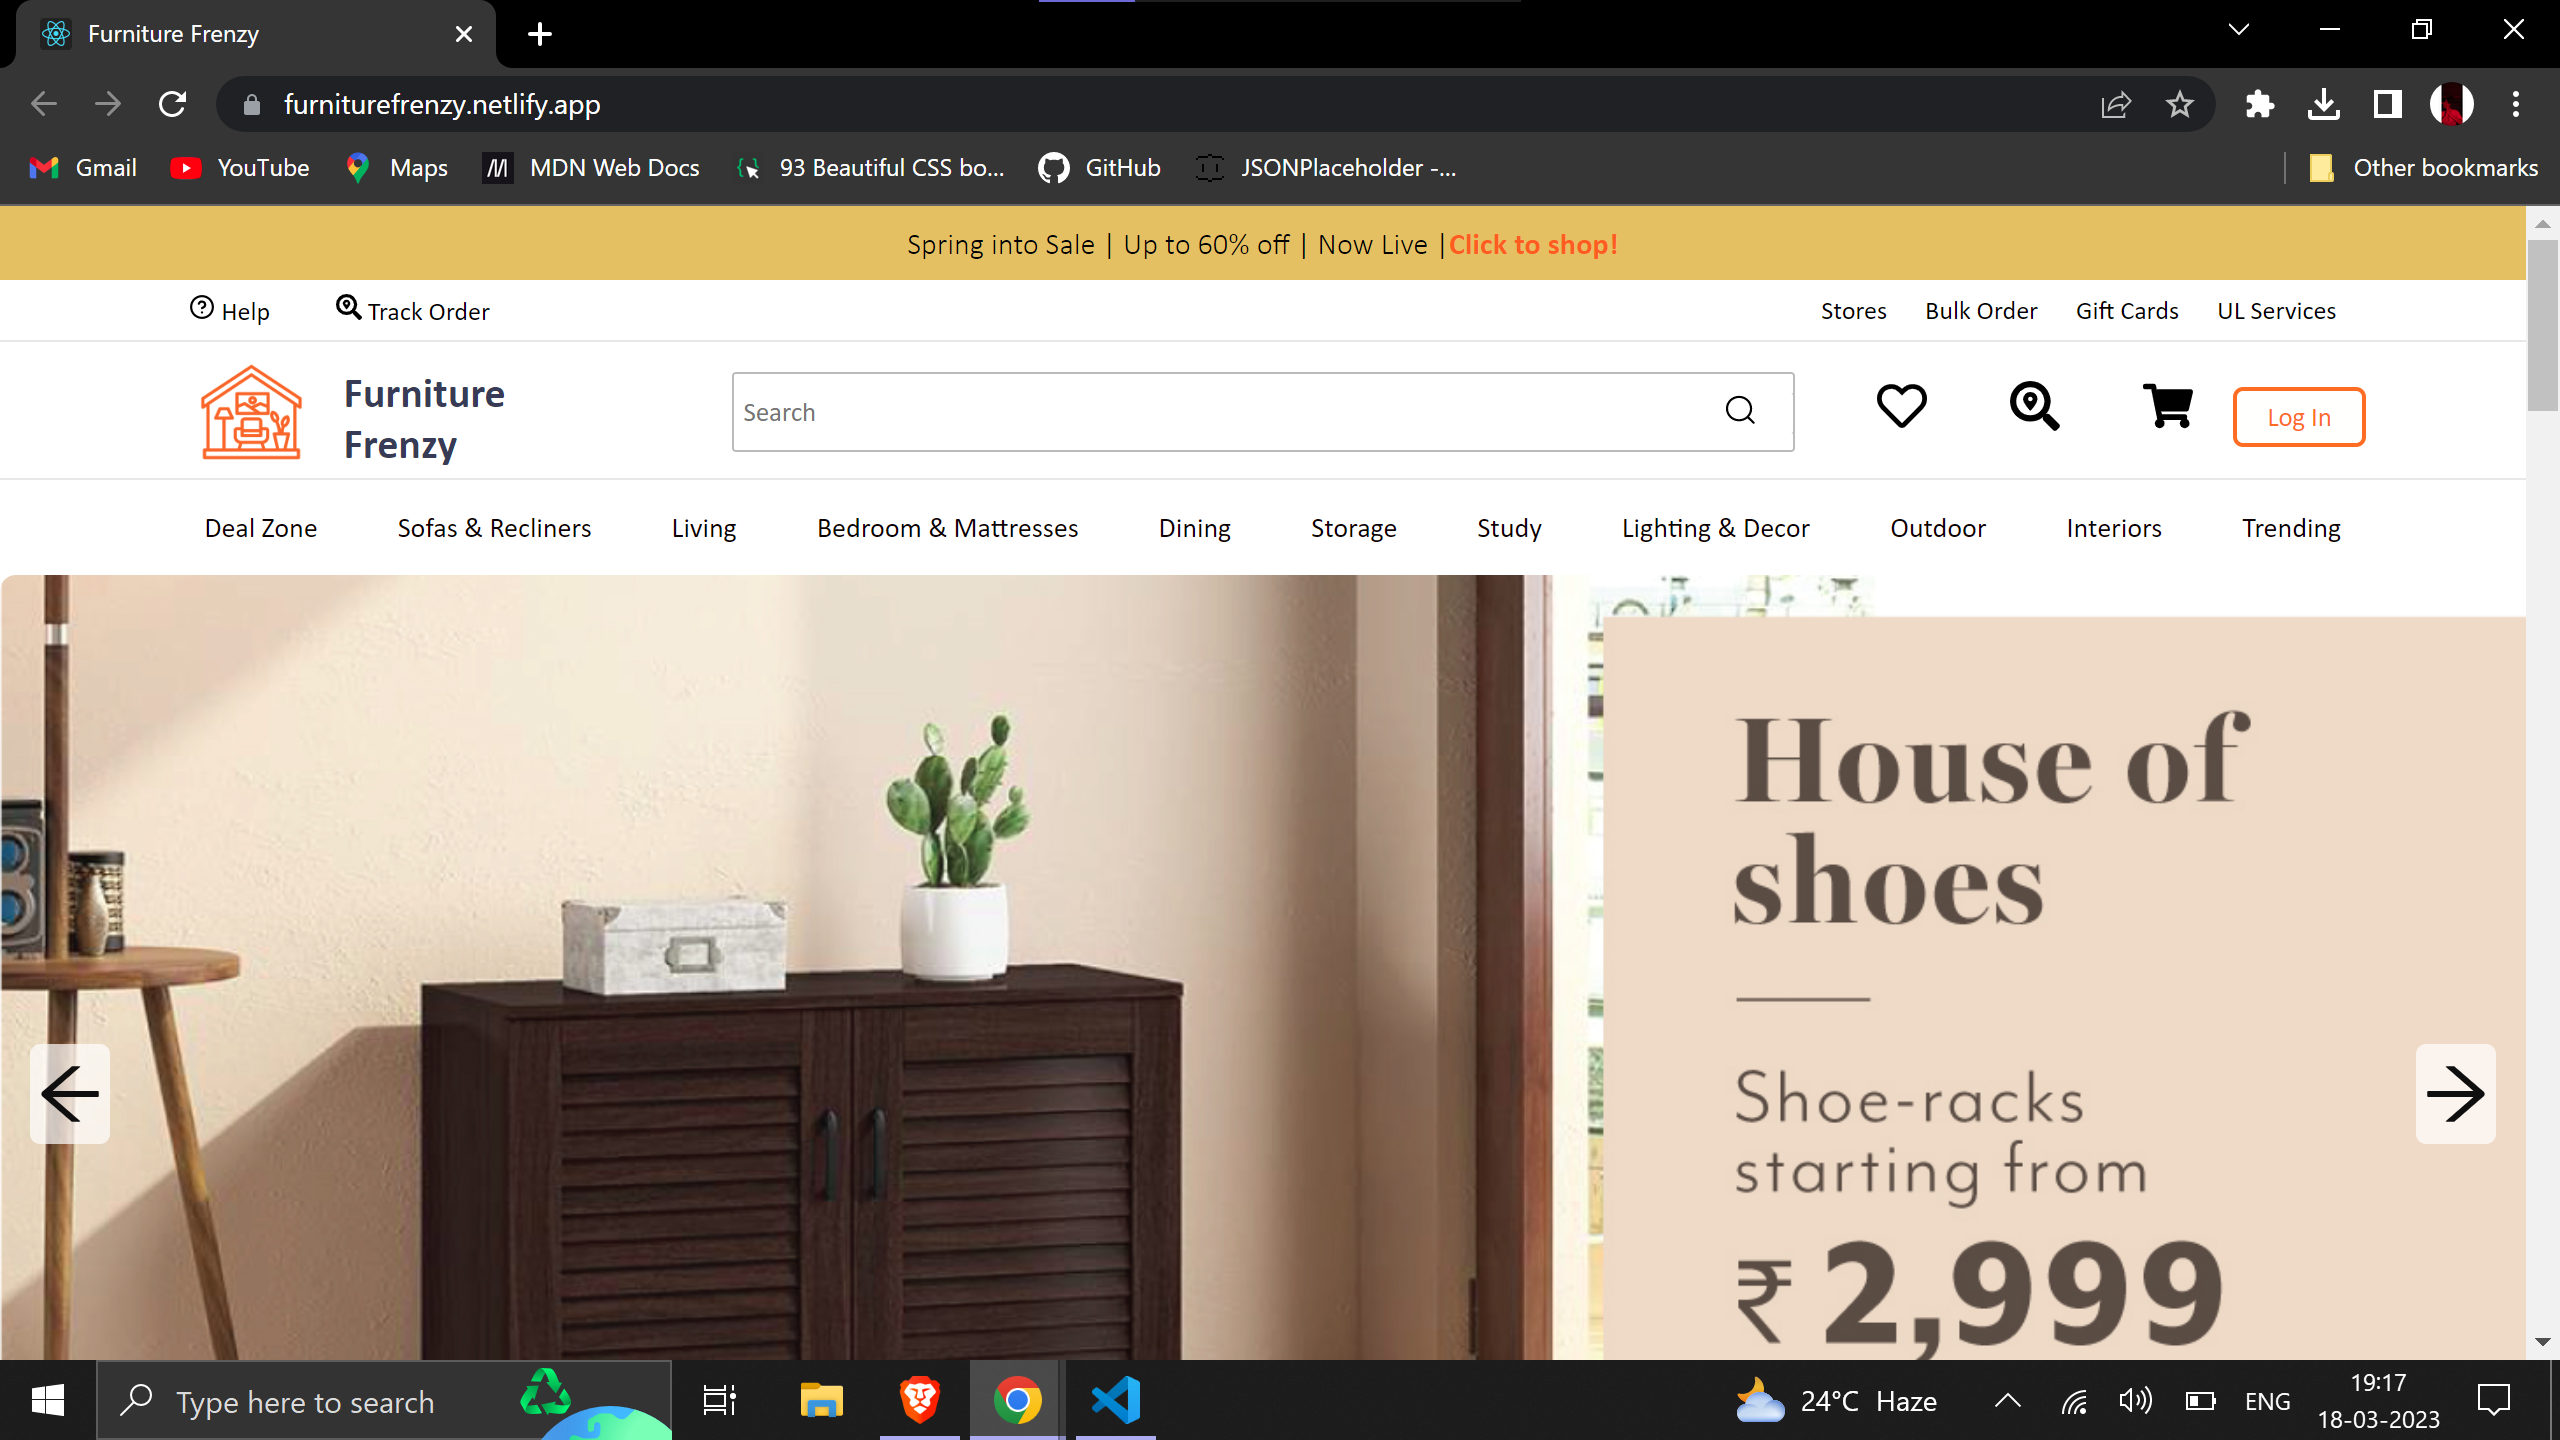 Furniture Frenzy
furniturefrenzy.netlify.app
Gmail YouTube Maps MDN Web Docs 93 Beautiful CSS bo... GitHub JSONPlaceholder -... Other bookmarks
Spring into Sale | Up to 60% off | Now Live |Click to shop!
Help Track Order Stores Bulk Order Gift Cards UL Services
Furniture
Frenzy
Search
Log In
Deal Zone Sofas & Recliners Living Bedroom & Mattresses Dining Storage Study Lighting & Decor Outdoor Interiors Trending
House of
shoes
Shoe-racks
starting from
₹ 2,999
Type here to search
24°C Haze
ENG
19:17
18-03-2023